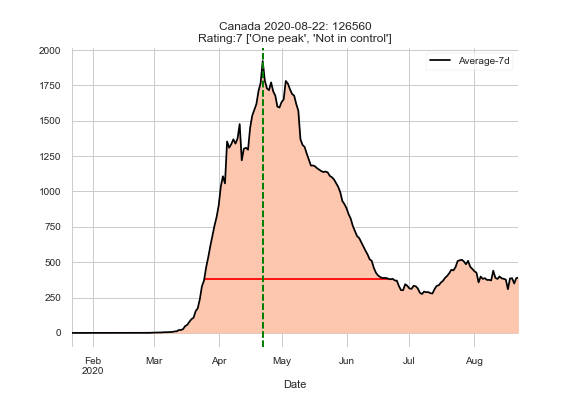 Canada 2020-08-22: 126560
Rating:7 ['One peak', 'Not in control']
Average-7d
2000
1750
1500
1250
1000
750
500
250
0
Feb Mar Apr May Jun Jul Aug
2020
Date